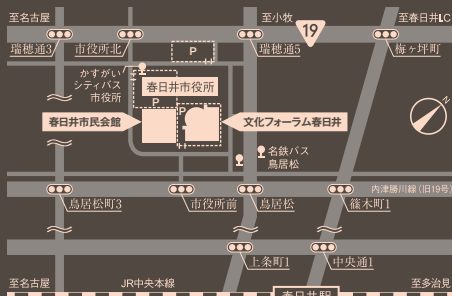 至名古屋
至小牧
至春日井I.C
19
P
瑞穂通3
市役所北
瑞穂通5
梅ヶ坪町
かすがい
シティバス
市役所
春日井市役所
P
P
春日井市民会館
文化フォーラム春日井
N
名鉄バス
鳥居松
内津勝川線(旧19号)
鳥居松町3
市役所前
鳥居松
篠木町1
上条町1
中央通1
至名古屋
JR中央本線
至多治見
春日井駅